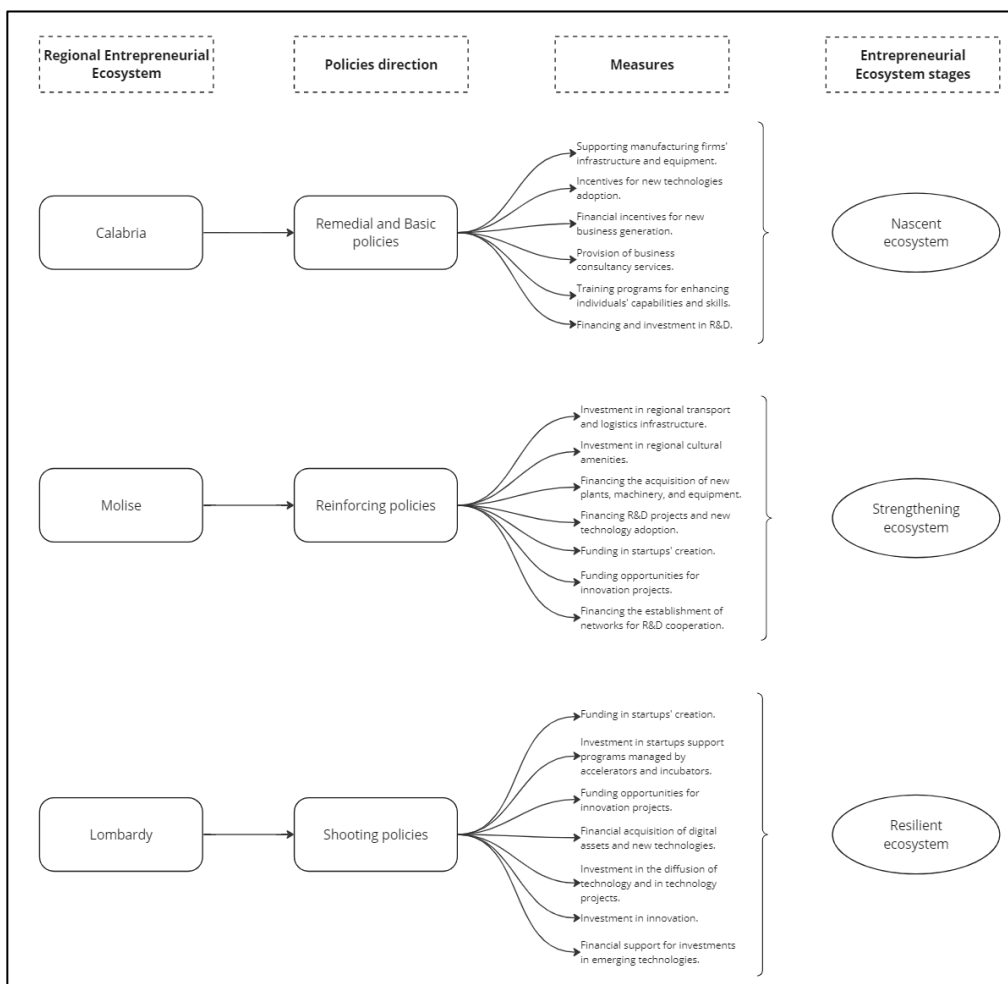 Regional Entrepreneurial
Ecosystem
Policies direction
Measures
Entrepreneurial
Ecosystem stages
Calabria
Remedial and Basic
policies
Supporting manufacturing firms'
infrastructure and equipment.
Incentives for new technologies
adoption.
Financial incentives for new
business generation.
Provision of business
consultancy services.
Training programs for enhancing
individuals' capabilities and skills.
Financing and investment in R&D.
Nascent
ecosystem
Molise
Reinforcing policies
Investment in regional transport
and logistics infrastructure.
Investment in regional cultural
amenities.
Financing the acquisition of new
plants, machinery, and equipment.
Financing R&D projects and new
technology adoption.
Funding in startups' creation.
Funding opportunities for
innovation projects.
Financing the establishment of
networks for R&D cooperation.
Strengthening
ecosystem
Lombardy
Shooting policies
Funding in startups' creation.
Investment in startups support
programs managed by
accelerators and incubators.
Funding opportunities for
innovation projects.
Financial acquisition of digital
assets and new technologies.
Investment in the diffusion of
technology and in technology
projects.
Investment in innovation.
Financial support for investments
in emerging technologies.
Resilient
ecosystem